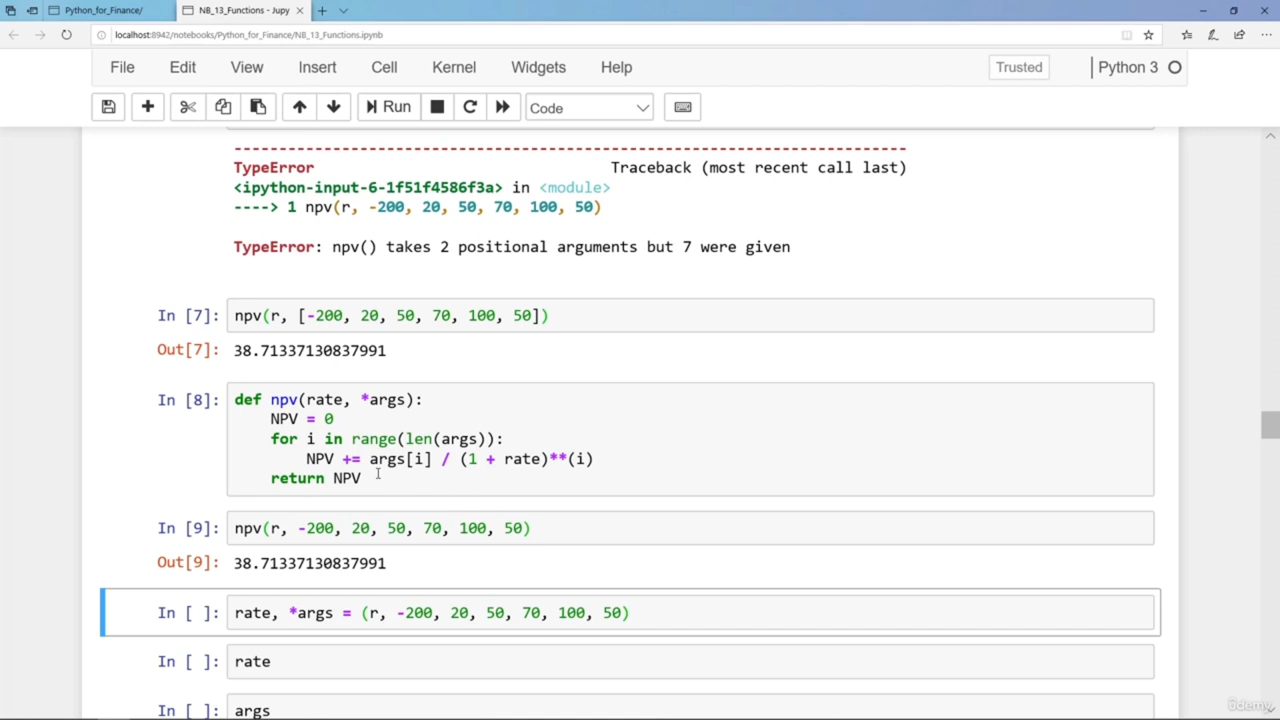 Python_for_Finance/
NB_13_Functions - Jupy
localhost:8942/notebooks/Python_for_Finance/NB_13_Functions.ipynb
File Edit View Insert Cell Kernel Widgets Help Trusted Python 3
Run Code
---------------------------------------------------------------------------
TypeError Traceback (most recent call last)
<ipython-input-6-1f51f4586f3a> in <module>
----> 1 npv(r, -200, 20, 50, 70, 100, 50)
TypeError: npv() takes 2 positional arguments but 7 were given
In [7]: npv(r, [-200, 20, 50, 70, 100, 50])
Out[7]: 38.71337130837991
In [8]: def npv(rate, *args):
NPV = 0
for i in range(len(args)):
NPV += args[i] / (1 + rate)**(i)
return NPV
In [9]: npv(r, -200, 20, 50, 70, 100, 50)
Out[9]: 38.71337130837991
In [ ]: rate, *args = (r, -200, 20, 50, 70, 100, 50)
In [ ]: rate
In [ ]: args
ûdemy